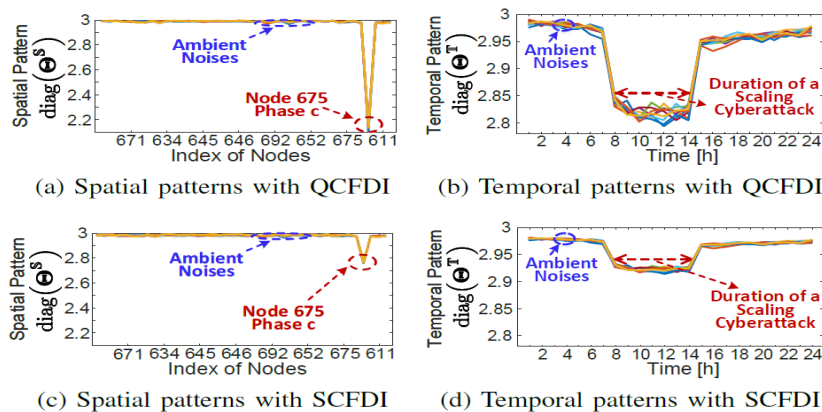 Spatial Pattern
diag(Θ^S)
3
2.8
2.6
2.4
2.2
Ambient
Noises
Node 675
Phase c
671 634 645 646 692 652 675 611
Index of Nodes
(a) Spatial patterns with QCFDI
Temporal Pattern
diag(Θ^T)
3
2.95
2.9
2.85
2.8
Ambient
Noises
Duration of a
Scaling
Cyberattack
2 4 6 8 10 12 14 16 18 20 22 24
Time [h]
(b) Temporal patterns with QCFDI
Spatial Pattern
diag(Θ^S)
3
2.8
2.6
2.4
2.2
Ambient
Noises
Node 675
Phase c
671 634 645 646 692 652 675 611
Index of Nodes
(c) Spatial patterns with SCFDI
Temporal Pattern
diag(Θ^T)
3
2.95
2.9
2.85
2.8
Ambient
Noises
Duration of a
Scaling
Cyberattack
2 4 6 8 10 12 14 16 18 20 22 24
Time [h]
(d) Temporal patterns with SCFDI